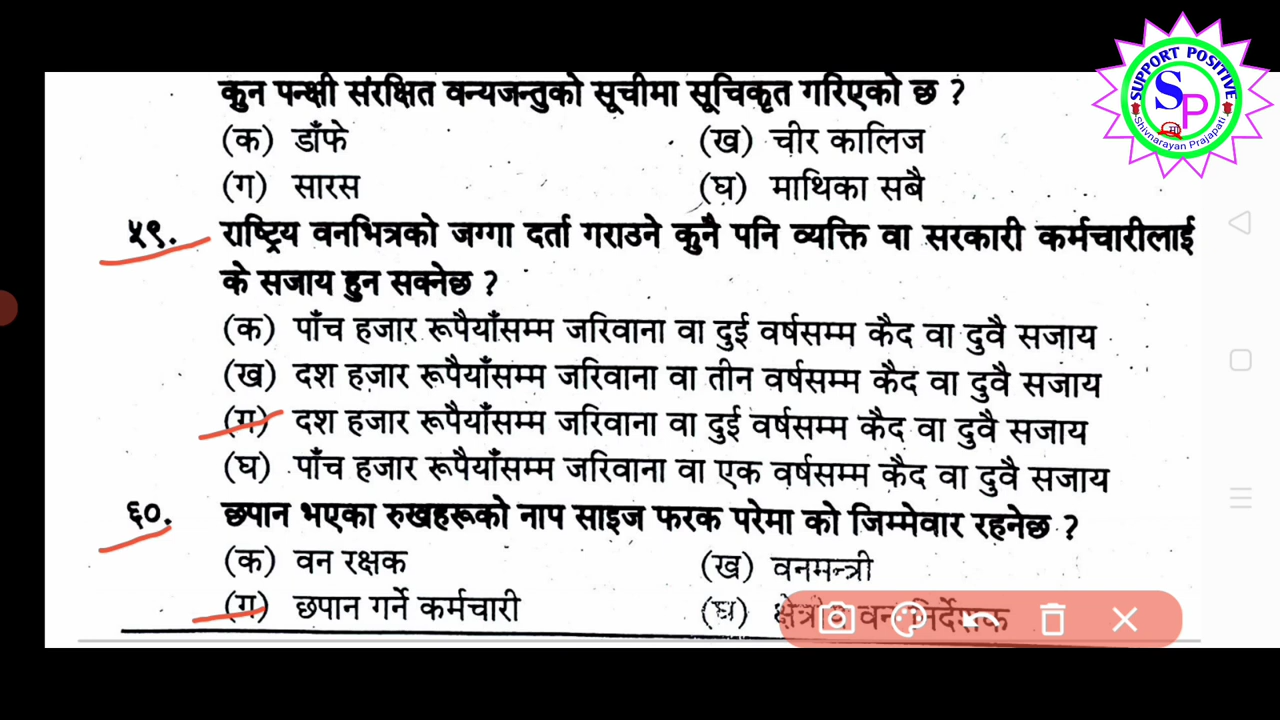 SUPPORT POSITIVE
SP
मो
Shivnarayan Prajapati
कुन पन्क्षी संरक्षित वन्यजन्तुको सूचीमा सूचिकृत गरिएको छ ?
(क) डाँफे (ख) चीर कालिज
(ग) सारस (घ) माथिका सबै
५९. राष्ट्रिय वनभित्रको जग्गा दर्ता गराउने कुनै पनि व्यक्ति वा सरकारी कर्मचारीलाई
के सजाय हुन सक्नेछ ?
(क) पाँच हजार रूपैयाँसम्म जरिवाना वा दुई वर्षसम्म कैद वा दुवै सजाय
(ख) दश हजार रूपैयाँसम्म जरिवाना वा तीन वर्षसम्म कैद वा दुवै सजाय
(ग) दश हजार रूपैयाँसम्म जरिवाना वा दुई वर्षसम्म कैद वा दुवै सजाय
(घ) पाँच हजार रूपैयाँसम्म जरिवाना वा एक वर्षसम्म कैद वा दुवै सजाय
६०. छपान भएका रुखहरूको नाप साइज फरक परेमा को जिम्मेवार रहनेछ ?
(क) वन रक्षक (ख) वनमन्त्री
(ग) छपान गर्ने कर्मचारी (घ) क्षेत्रीय वन निर्देशक